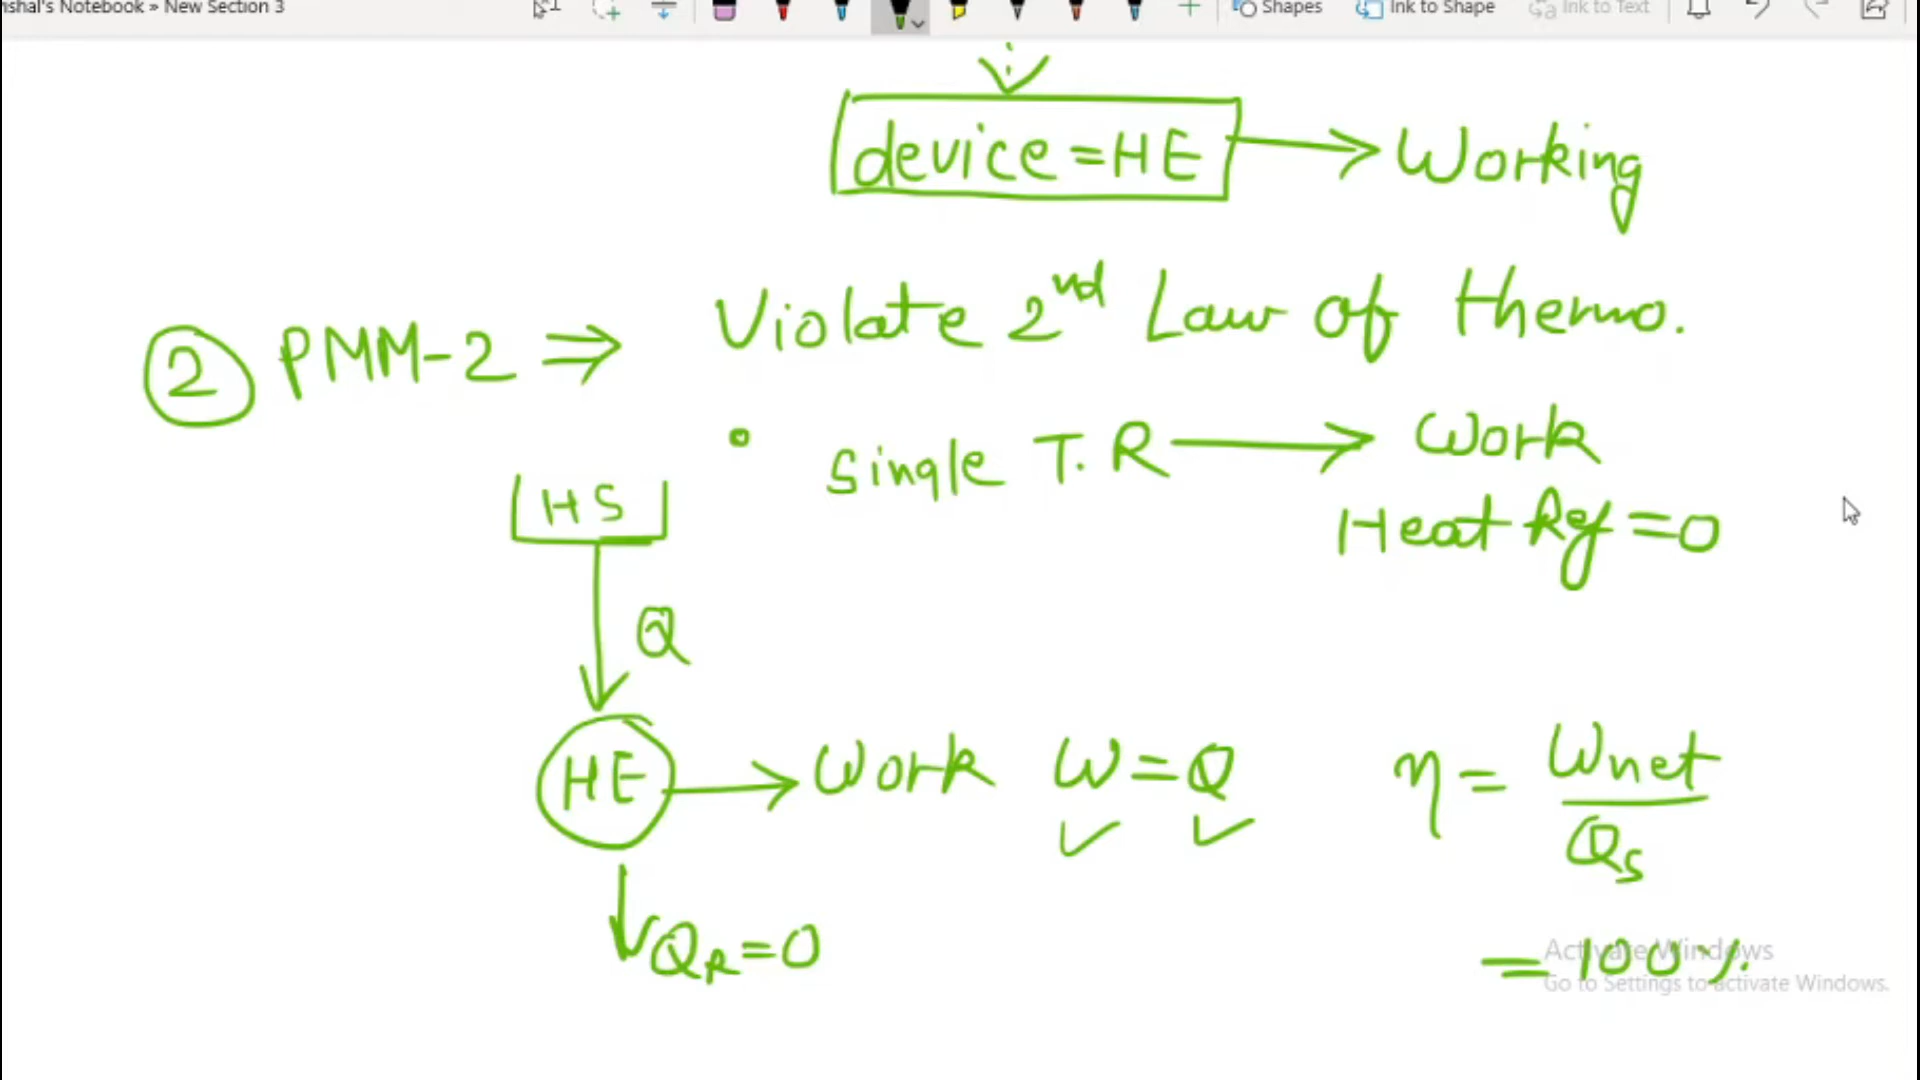 nshal's Notebook » New Section 3
Shapes Ink to Shape Ink to Text
device = HE → Working
② PMM-2 ⇒ Violate 2nd Law of thermo.
• Single T.R → Work
Heat Rej = 0
HS
Q
HE → Work W = Q
η = Wnet / Qs
= 100%
QR = 0
Activate Windows
Go to Settings to activate Windows.